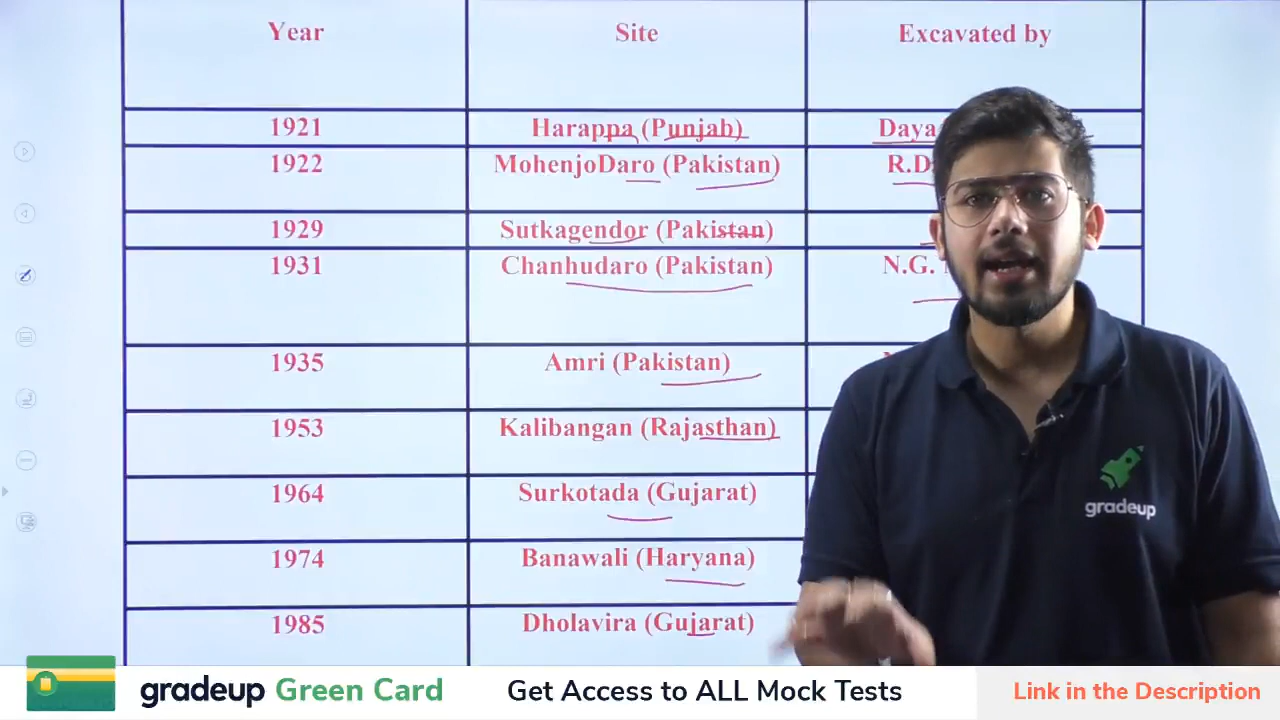 Year Site Excavated by
1921 Harappa (Punjab)
1922 MohenjoDaro (Pakistan) R.D
1929 Sutkagendor (Pakistan)
1931 Chanhudaro (Pakistan) N.G.
1935 Amri (Pakistan)
1953 Kalibangan (Rajasthan)
1964 Surkotada (Gujarat)
1974 Banawali (Haryana)
1985 Dholavira (Gujarat)
gradeup
gradeup Green Card Get Access to ALL Mock Tests Link in the Description